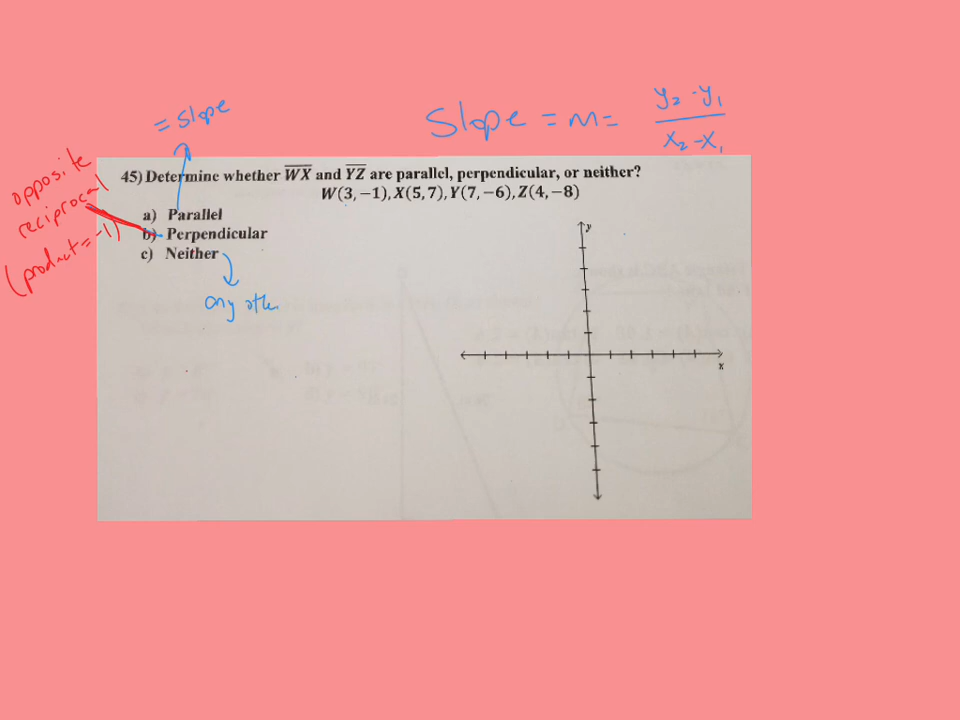 = slope
Slope = m = y₂-y₁
x₂-x₁
opposite
reciprocal
(product = -1)
45) Determine whether WX and YZ are parallel, perpendicular, or neither?
W(3,−1), X(5,7), Y(7,−6), Z(4,−8)
a) Parallel
b) Perpendicular
c) Neither
any
y
x